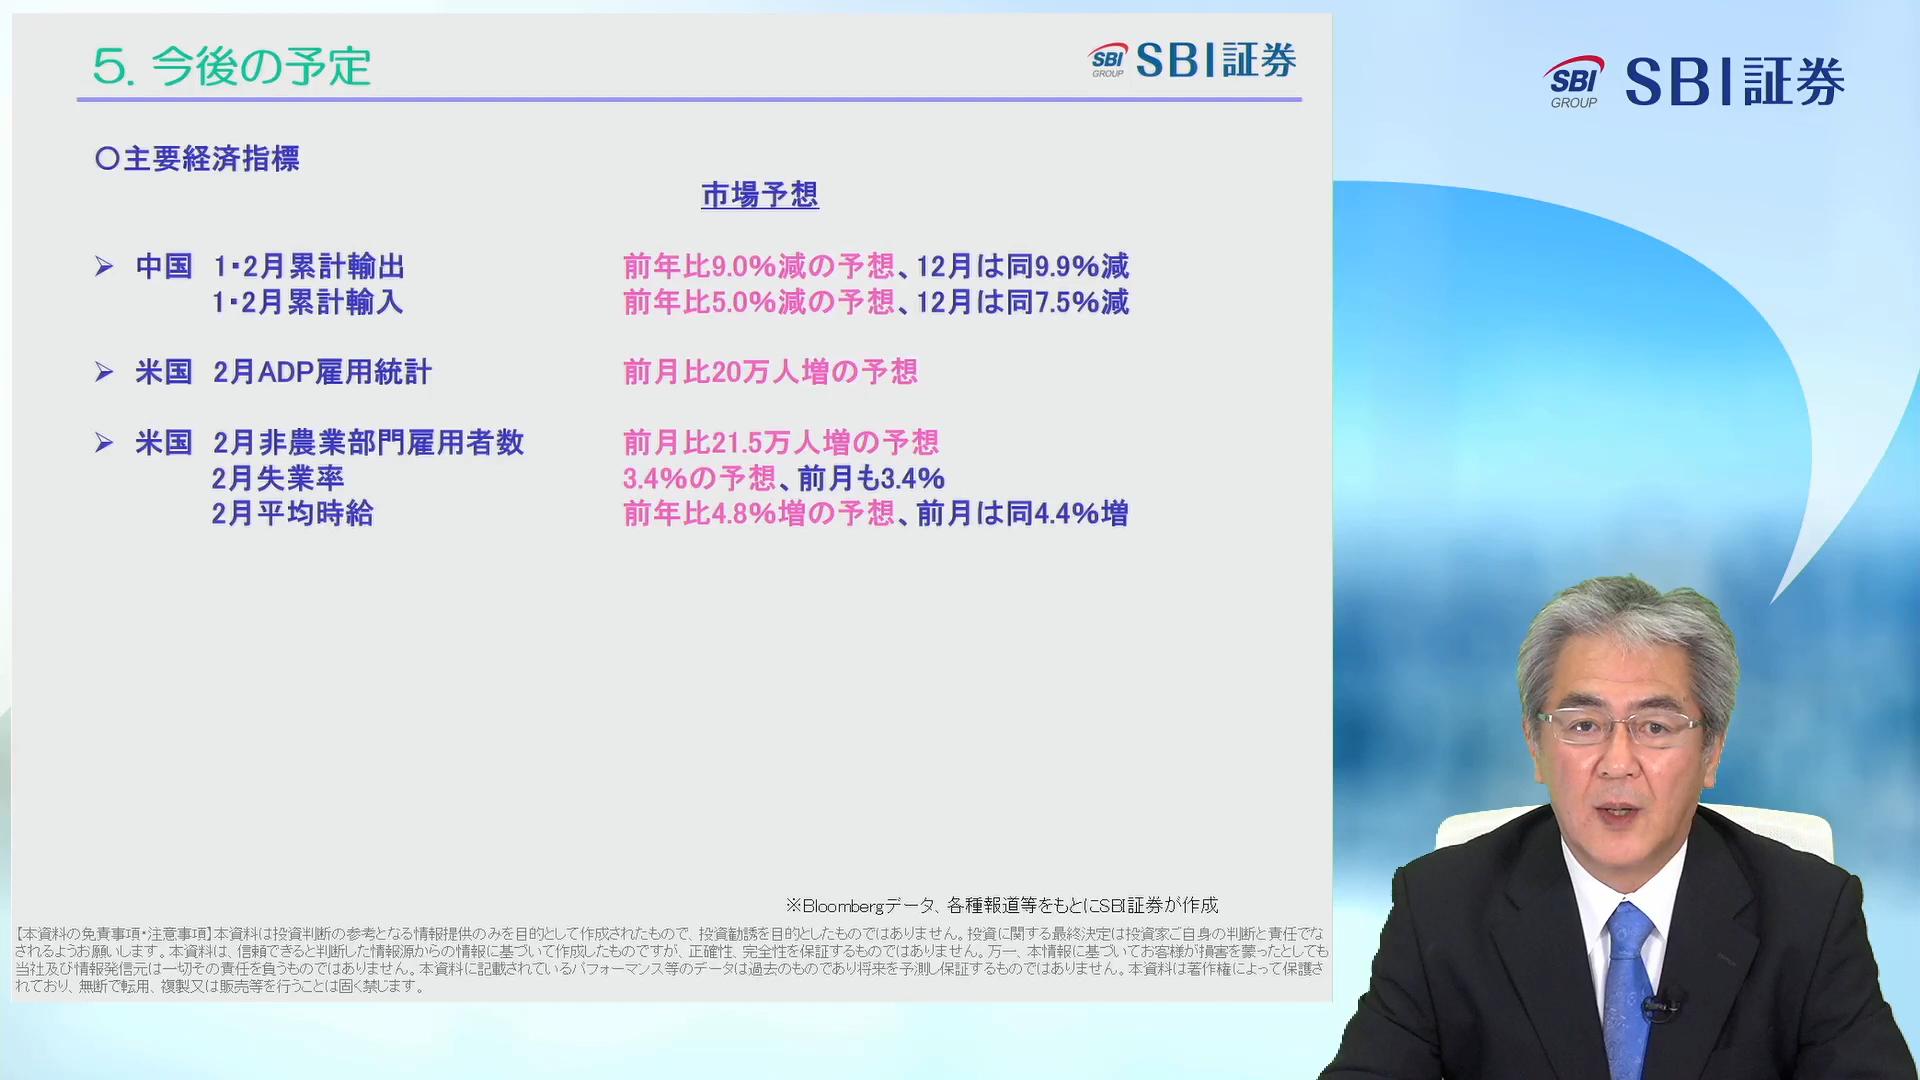 5. 今後の予定
SBI GROUP SBI証券
SBI GROUP SBI証券
〇主要経済指標
市場予想
➢ 中国 1・2月累計輸出 前年比9.0%減の予想、12月は同9.9%減
1・2月累計輸入 前年比5.0%減の予想、12月は同7.5%減
➢ 米国 2月ADP雇用統計 前月比20万人増の予想
➢ 米国 2月非農業部門雇用者数 前月比21.5万人増の予想
2月失業率 3.4%の予想、前月も3.4%
2月平均時給 前年比4.8%増の予想、前月は同4.4%増
※Bloombergデータ、各種報道等をもとにSBI証券が作成
【本資料の免責事項・注意事項】本資料は投資判断の参考となる情報提供のみを目的として作成されたもので、投資勧誘を目的としたものではありません。投資に関する最終決定は投資家ご自身の判断と責任でな
されるようお願いします。本資料は、信頼できると判断した情報源からの情報に基づいて作成したものですが、正確性、完全性を保証するものではありません。万一、本情報に基づいてお客様が損害を蒙ったとしても
当社及び情報発信元は一切その責任を負うものではありません。本資料に記載されているパフォーマンス等のデータは過去のものであり将来を予測し保証するものではありません。本資料は著作権によって保護さ
れており、無断で転用、複製又は販売等を行うことは固く禁じます。